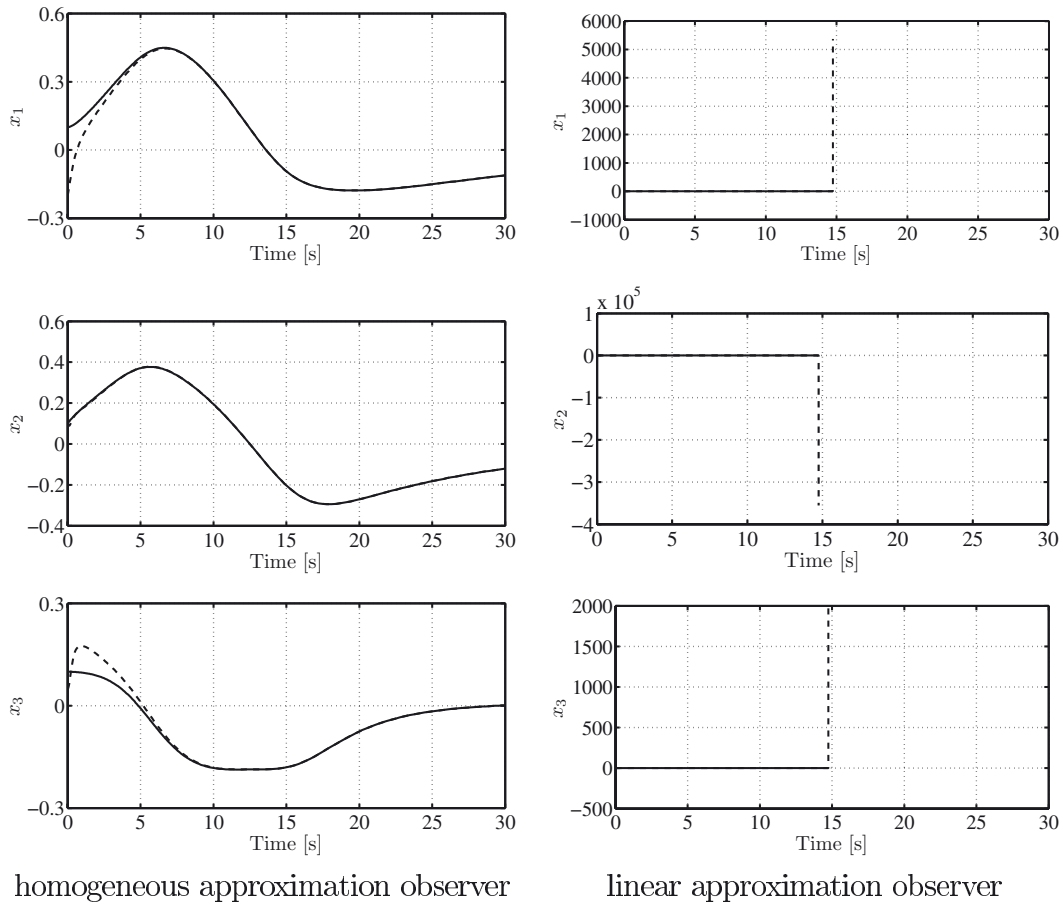 0.6
0.3
0
−0.3
x1
0 5 10 15 20 25 30
Time [s]
6000
5000
4000
3000
2000
1000
0
−1000
x1
0 5 10 15 20 25 30
Time [s]
0.6
0.4
0.2
0
−0.2
−0.4
x2
0 5 10 15 20 25 30
Time [s]
x 10^5
1
0
−1
−2
−3
−4
x2
0 5 10 15 20 25 30
Time [s]
0.3
0
−0.3
x3
0 5 10 15 20 25 30
Time [s]
2000
1500
1000
500
0
−500
x3
0 5 10 15 20 25 30
Time [s]
homogeneous approximation observer
linear approximation observer